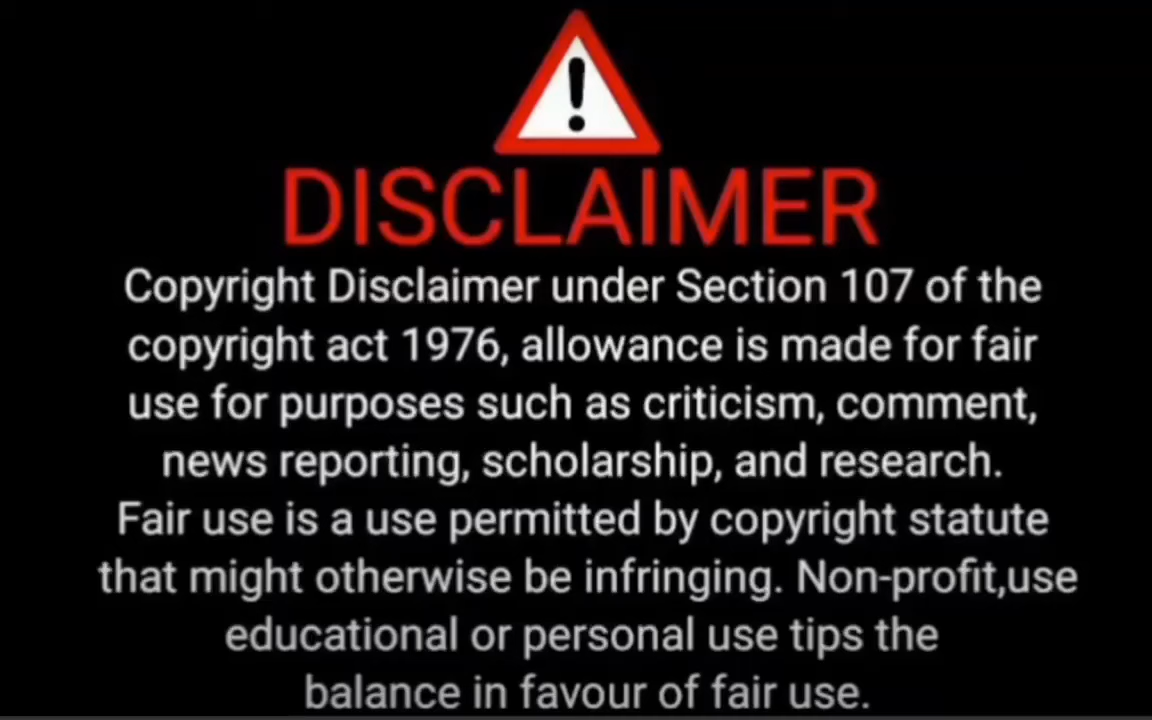 DISCLAIMER
Copyright Disclaimer under Section 107 of the
copyright act 1976, allowance is made for fair
use for purposes such as criticism, comment,
news reporting, scholarship, and research.
Fair use is a use permitted by copyright statute
that might otherwise be infringing. Non-profit,use
educational or personal use tips the
balance in favour of fair use.